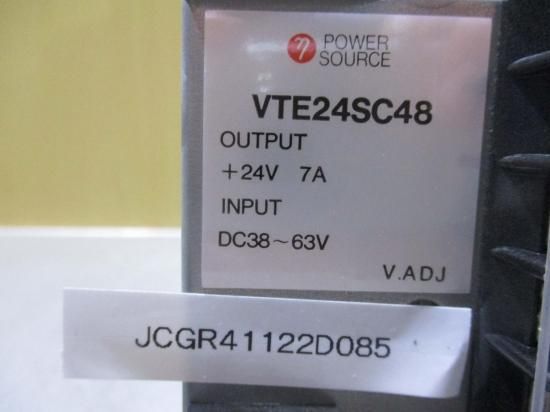 η POWER
SOURCE
VTE24SC48
OUTPUT
+24V 7A
INPUT
DC38~63V
V.ADJ
JCGR41122D085